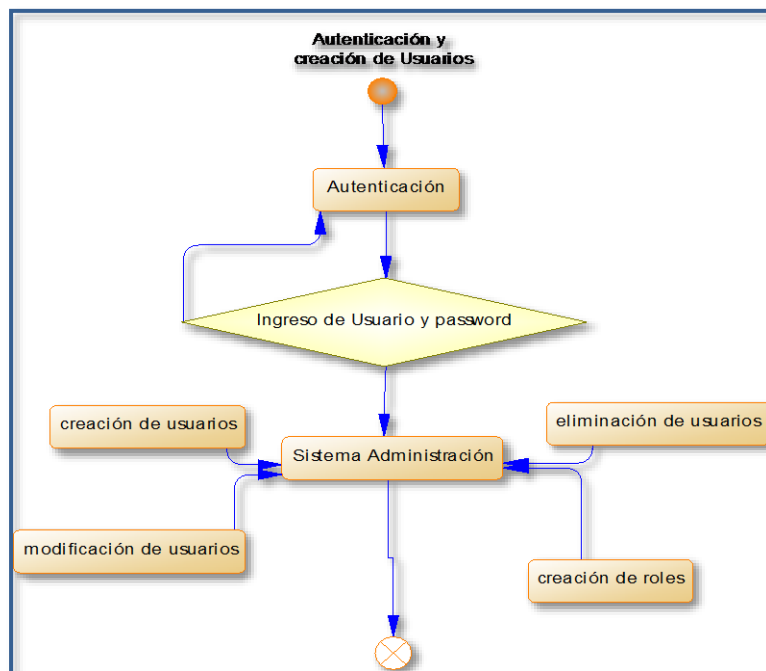 Autenticación y
creación de Usuarios
Autenticación
Ingreso de Usuario y password
creación de usuarios
eliminación de usuarios
Sistema Administración
modificación de usuarios
creación de roles